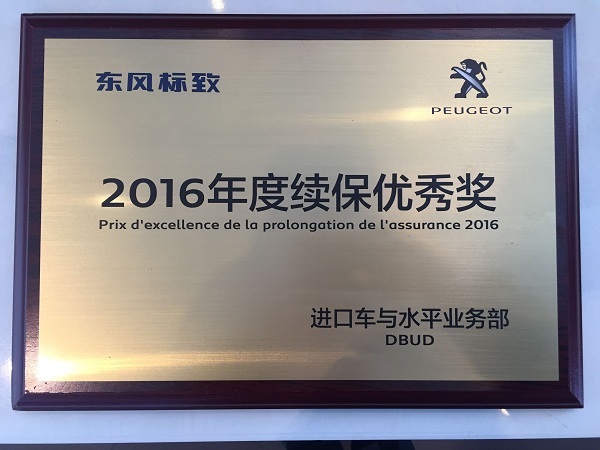 东风标致
PEUGEOT
2016年度续保优秀奖
Prix d'excellence de la prolongation de l'assurance 2016
进口车与水平业务部
DBUD